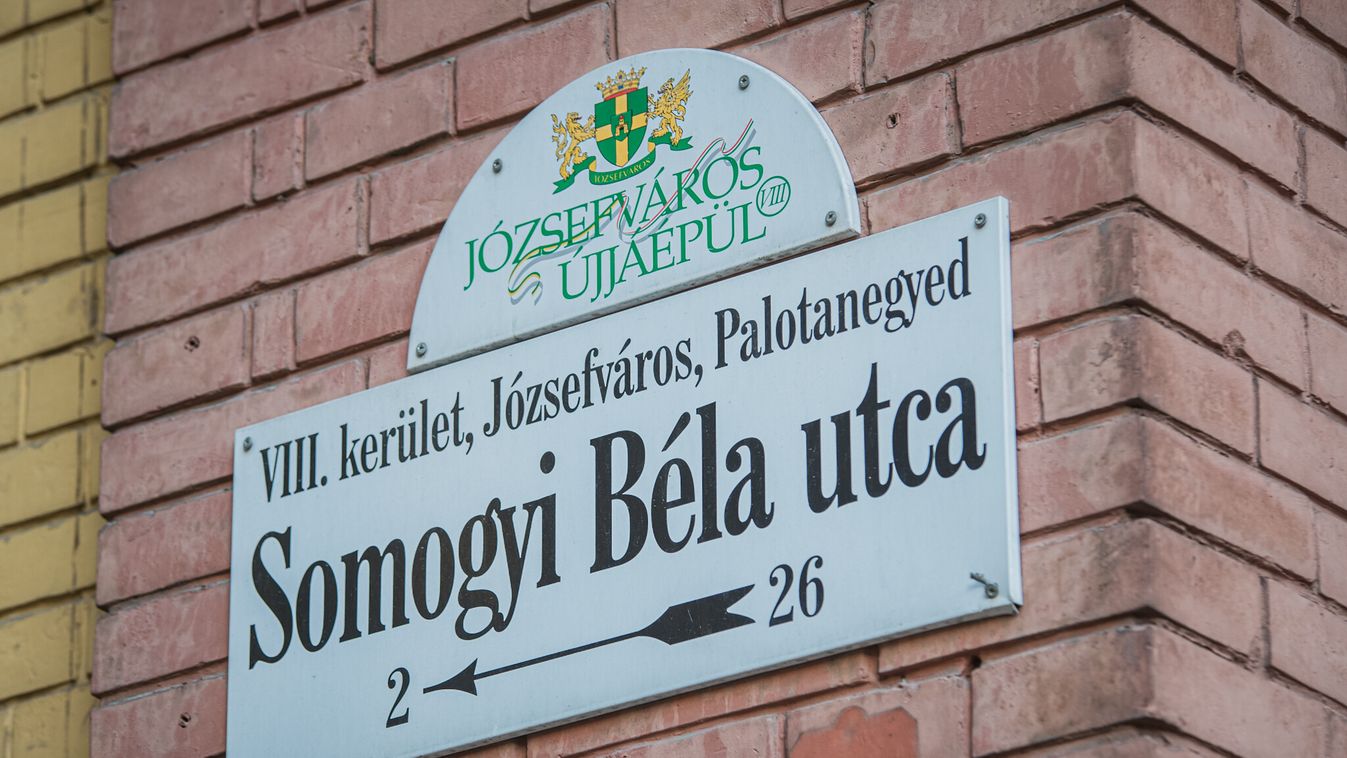 JÓZSEFVÁROS
JÓZSEFVÁROS
ÚJJÁÉPÜL VIII
VIII. kerület, Józsefváros, Palotanegyed
Somogyi Béla utca
2 26